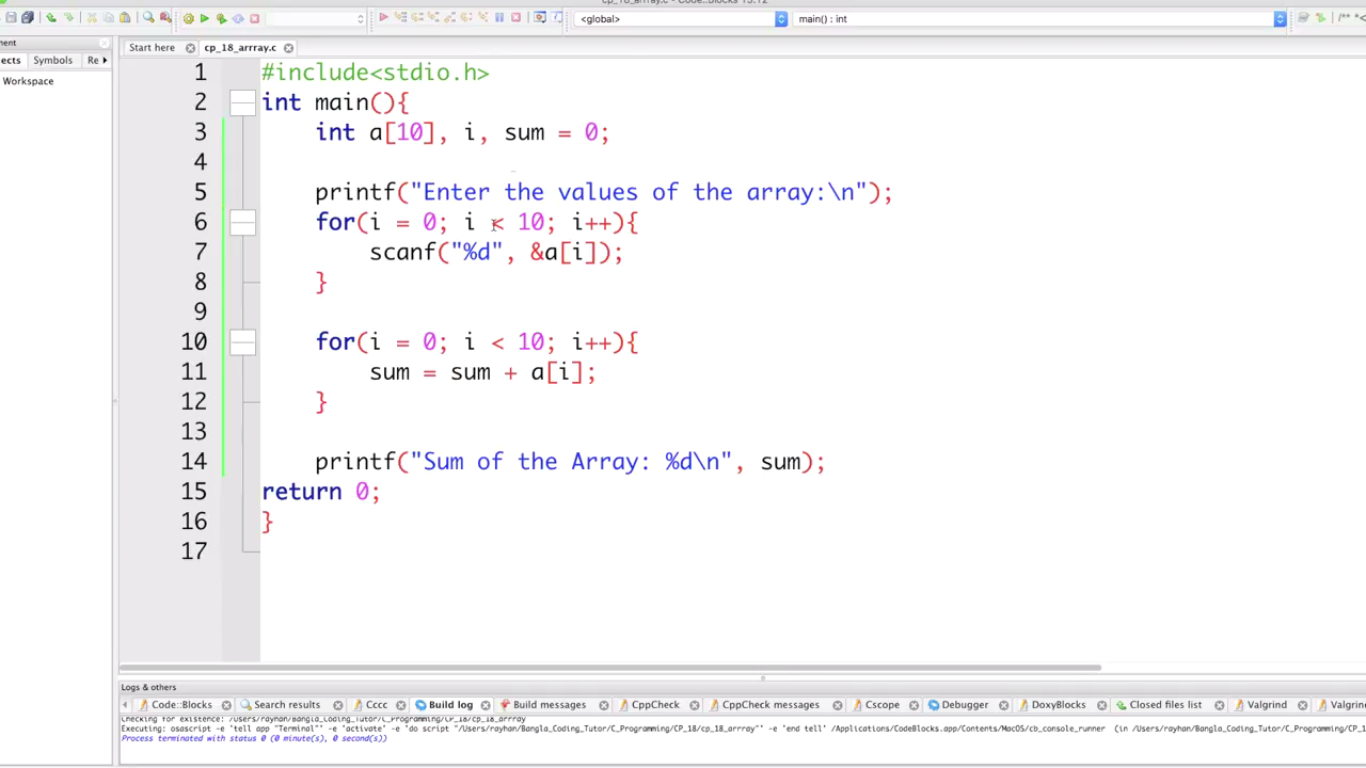 cp_18_array.c - Code::Blocks 13.12
<global> main() : int
ment
Start here cp_18_arrray.c
ects Symbols Re
Workspace
1 #include<stdio.h>
2 int main(){
3 int a[10], i, sum = 0;
4
5 printf("Enter the values of the array:\n");
6 for(i = 0; i < 10; i++){
7 scanf("%d", &a[i]);
8 }
9
10 for(i = 0; i < 10; i++){
11 sum = sum + a[i];
12 }
13
14 printf("Sum of the Array: %d\n", sum);
15 return 0;
16 }
17
Logs & others
Code::Blocks Search results Cccc Build log Build messages CppCheck CppCheck messages Cscope Debugger DoxyBlocks Closed files list Valgrind Valgrin
Checking for existence: /Users/rayhan/Bangla_Coding_Tutor/C_Programming/CP_18/cp_18_arrray
Executing: osascript -e 'tell app "Terminal"' -e 'activate' -e 'do script "/Users/rayhan/Bangla_Coding_Tutor/C_Programming/CP_18/cp_18_arrray"' -e 'end tell' /Applications/CodeBlocks.app/Contents/MacOS/cb_console_runner (in /Users/rayhan/Bangla_Coding_Tutor/C_Programming/CP_1
Process terminated with status 0 (0 minute(s), 0 second(s))